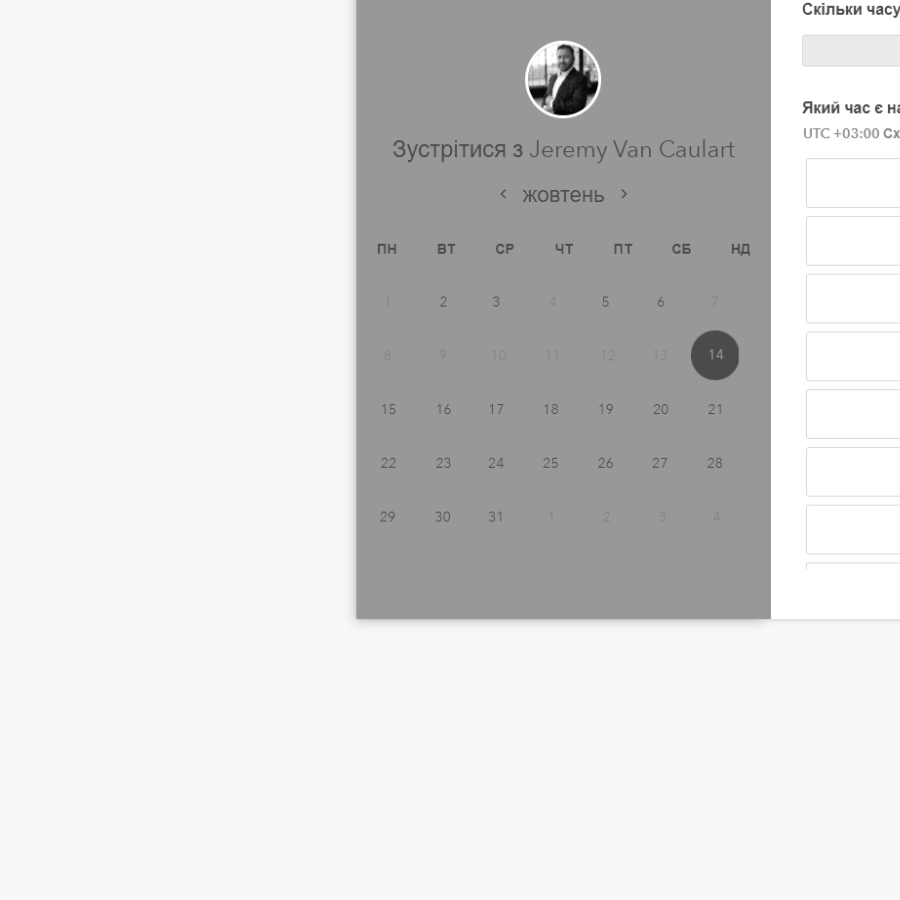 Зустрітися з Jeremy Van Caulart
жовтень
ПН ВТ СР ЧТ ПТ СБ НД
1 2 3 4 5 6 7
8 9 10 11 12 13 14
15 16 17 18 19 20 21
22 23 24 25 26 27 28
29 30 31 1 2 3 4
Скільки часу
Який час є на
UTC +03:00 Сх